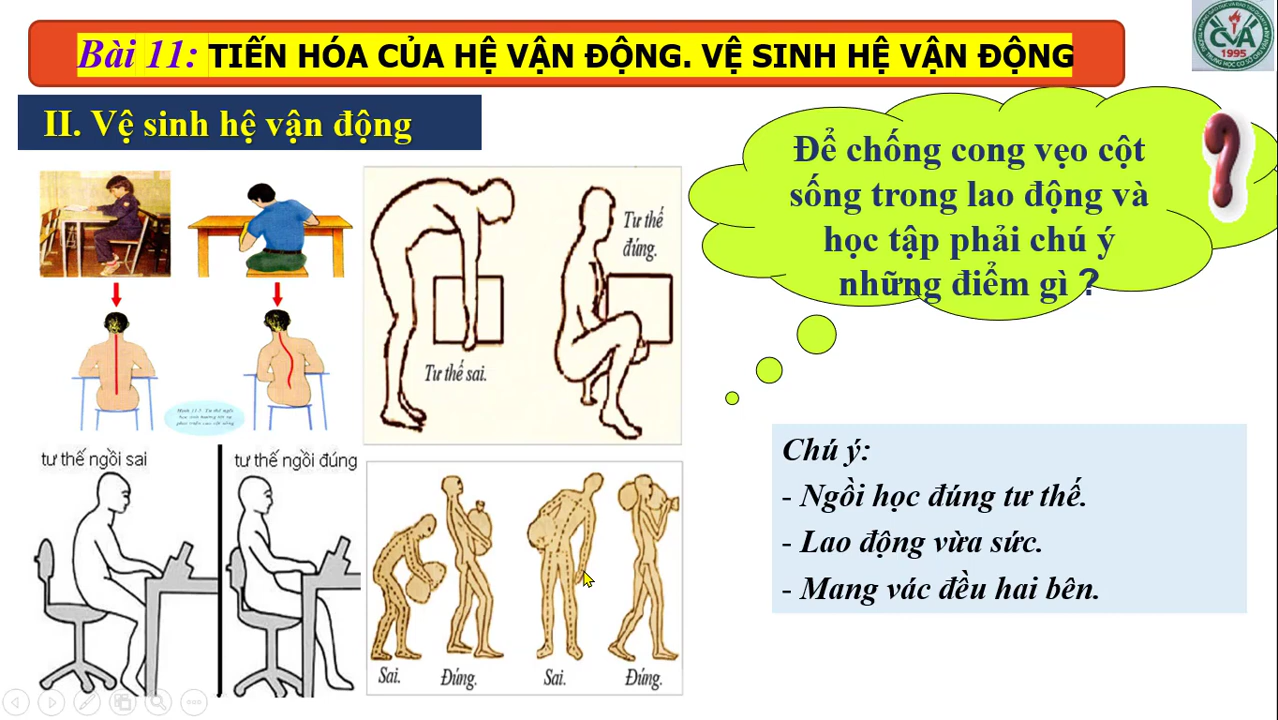 Bài 11: TIẾN HÓA CỦA HỆ VẬN ĐỘNG. VỆ SINH HỆ VẬN ĐỘNG
CVA
1995
II. Vệ sinh hệ vận động
Để chống cong vẹo cột
sống trong lao động và
học tập phải chú ý
những điểm gì ?
Tư thế
đúng.
Tư thế sai.
tư thế ngồi sai
tư thế ngồi đúng
Sai.
Đúng.
Sai.
Đúng.
Chú ý:
- Ngồi học đúng tư thế.
- Lao động vừa sức.
- Mang vác đều hai bên.